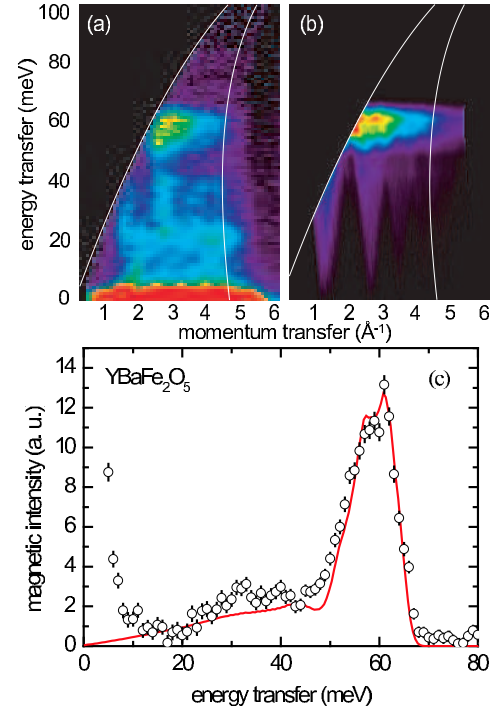 100
80
60
40
20
0
energy transfer (meV)
(a)
(b)
1 2 3 4 5 6
1 2 3 4 5 6
momentum transfer (Å⁻¹)
YBaFe₂O₅
(c)
14
12
10
8
6
4
2
0
magnetic intensity (a. u.)
0 20 40 60 80
energy transfer (meV)